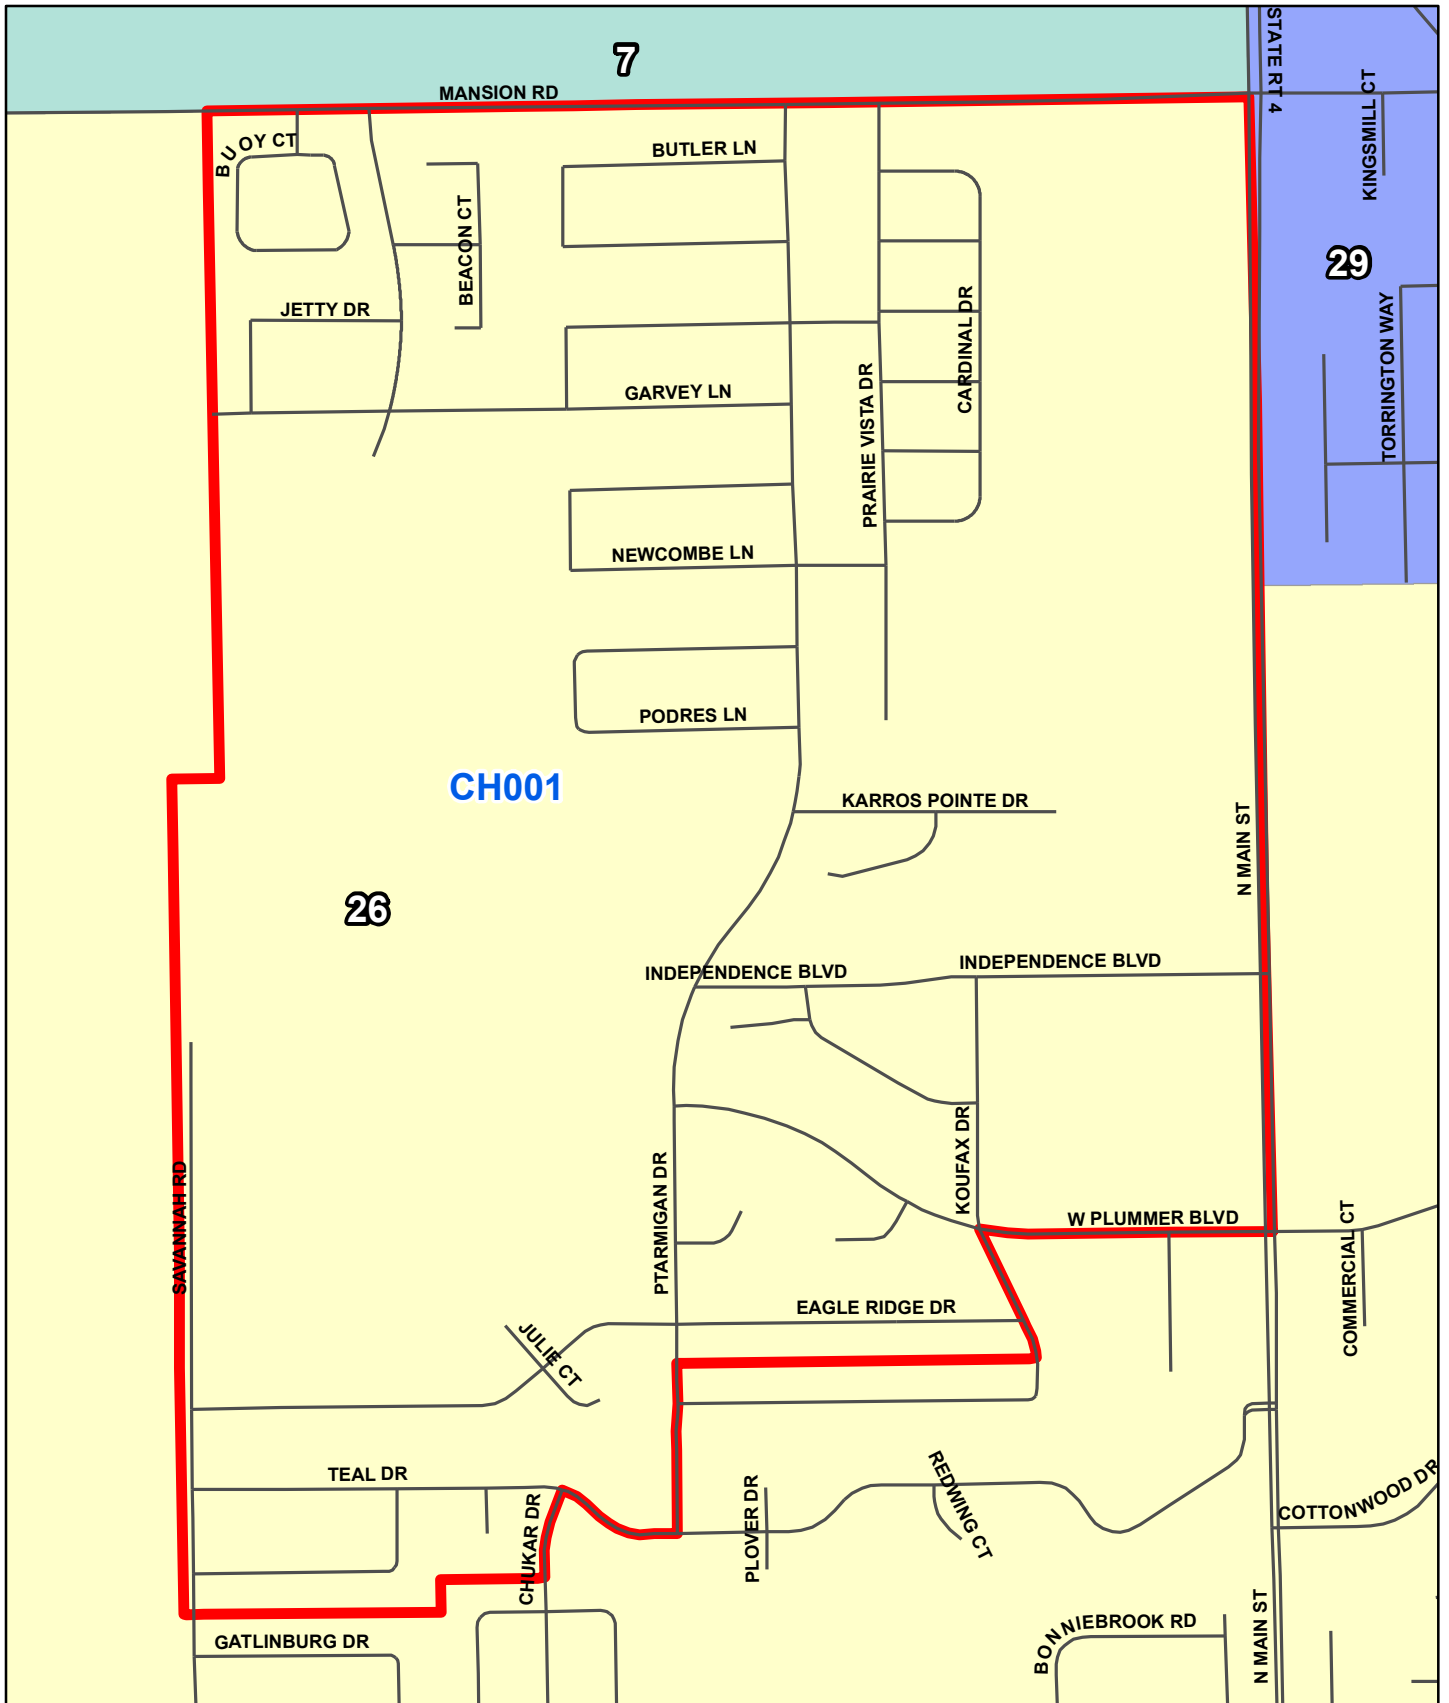 7
STATE RT 4
MANSION RD
KINGSMILL CT
BUOY CT
BUTLER LN
BEACON CT
29
JETTY DR
CARDINAL DR
TORRINGTON WAY
PRAIRIE VISTA DR
GARVEY LN
NEWCOMBE LN
PODRES LN
CH001
KARROS POINTE DR
N MAIN ST
26
INDEPENDENCE BLVD
INDEPENDENCE BLVD
KOUFAX DR
PTARMIGAN DR
SAVANNAH RD
W PLUMMER BLVD
COMMERCIAL CT
EAGLE RIDGE DR
JULIE CT
TEAL DR
CHUKAR DR
PLOVER DR
REDWING CT
COTTONWOOD DR
GATLINBURG DR
BONNIEBROOK RD
N MAIN ST